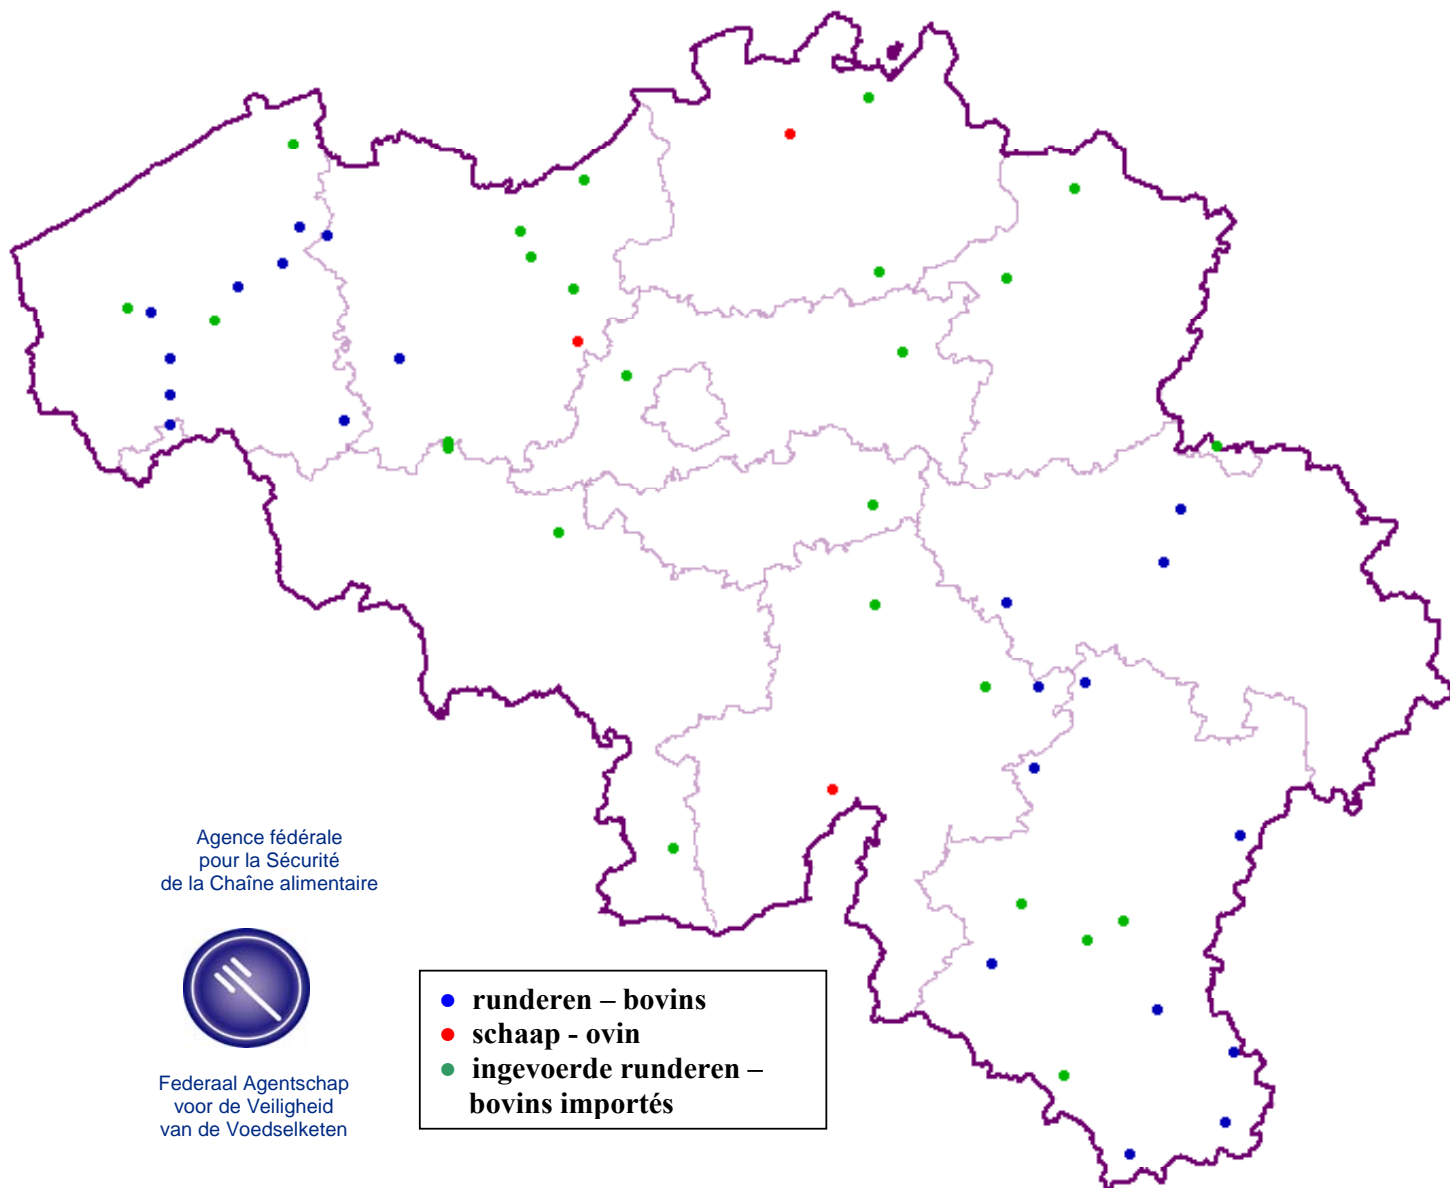 Agence fédérale
pour la Sécurité
de la Chaîne alimentaire
Federaal Agentschap
voor de Veiligheid
van de Voedselketen
runderen – bovins
schaap - ovin
ingevoerde runderen –
bovins importés